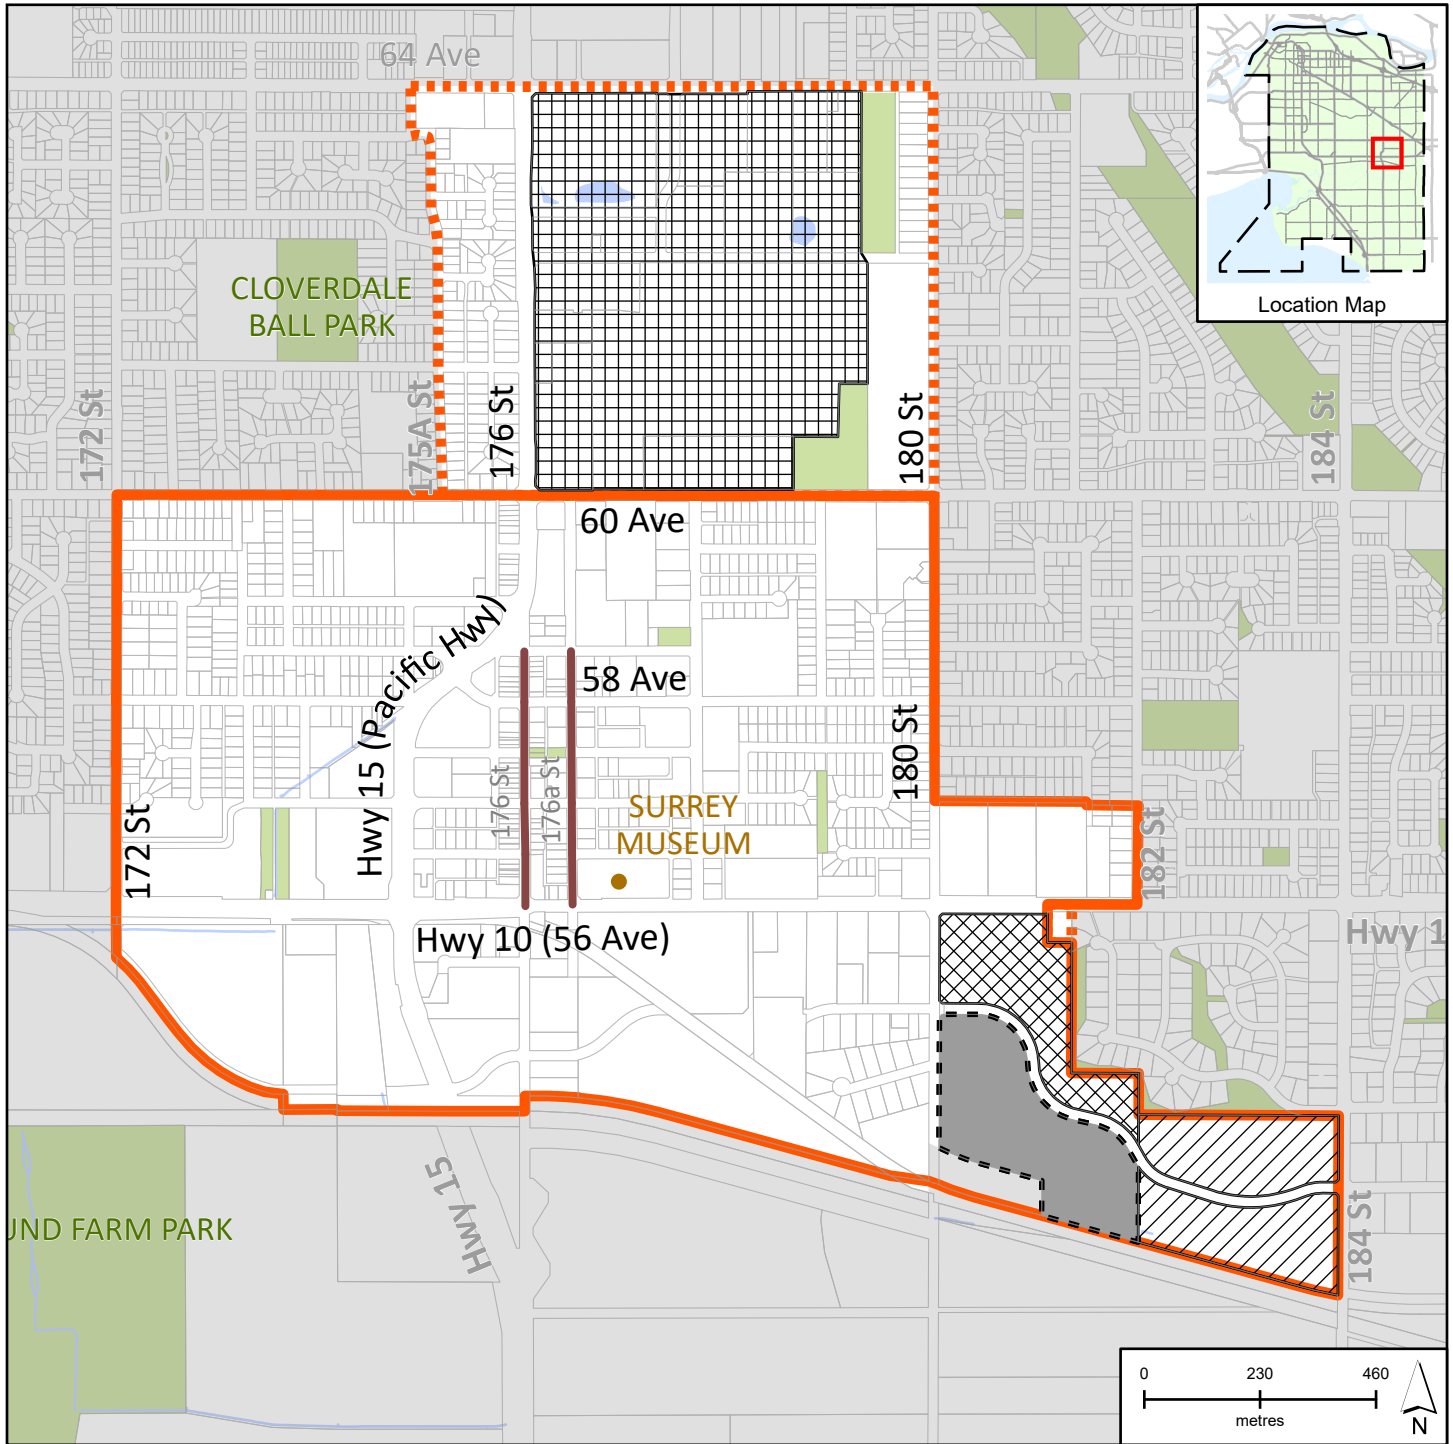 64 Ave
Location Map
CLOVERDALE
BALL PARK
172 St
175A St
176 St
180 St
184 St
60 Ave
Hwy 15 (Pacific Hwy)
58 Ave
180 St
176 St
176a St
SURREY
MUSEUM
172 St
182 St
Hwy 10 (56 Ave)
Hwy 1
Hwy 15
UND FARM PARK
184 St
0 230 460
metres
N